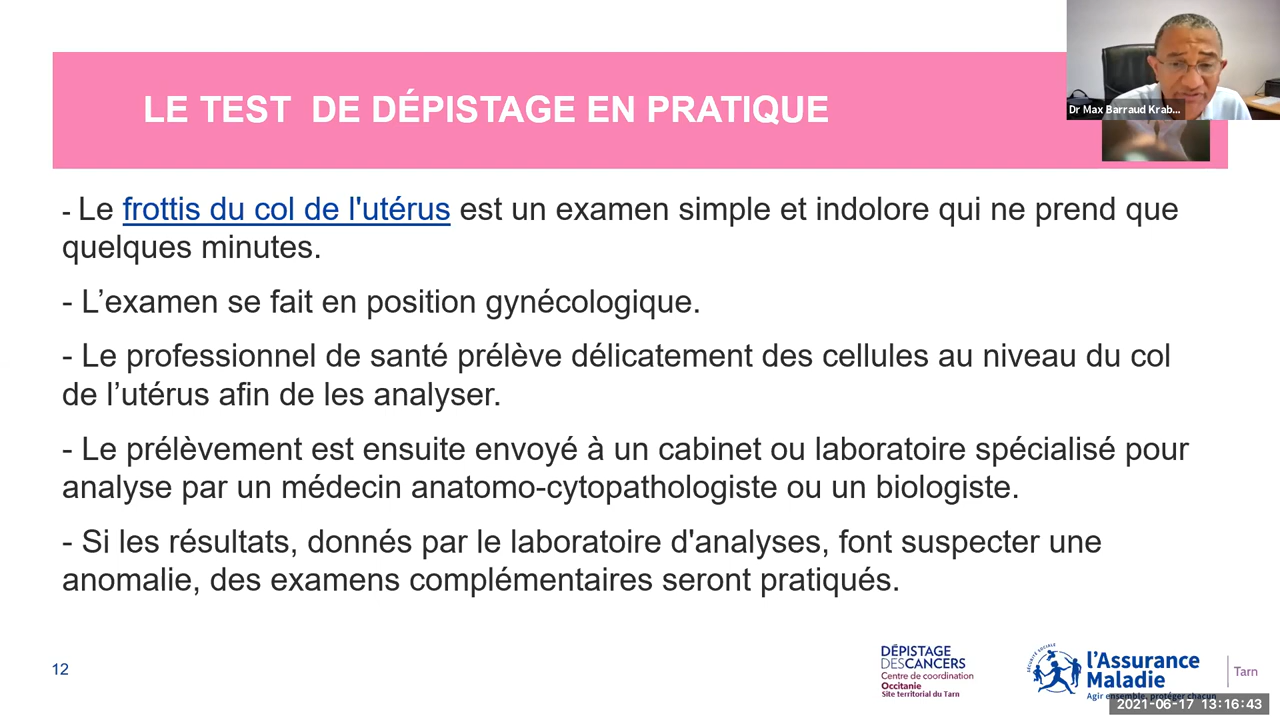 LE TEST  DE DÉPISTAGE EN PRATIQUE
Dr Max Barraud Krab...
- Le frottis du col de l'utérus est un examen simple et indolore qui ne prend que
quelques minutes.
- L’examen se fait en position gynécologique.
- Le professionnel de santé prélève délicatement des cellules au niveau du col
de l’utérus afin de les analyser.
- Le prélèvement est ensuite envoyé à un cabinet ou laboratoire spécialisé pour
analyse par un médecin anatomo-cytopathologiste ou un biologiste.
- Si les résultats, donnés par le laboratoire d'analyses, font suspecter une
anomalie, des examens complémentaires seront pratiqués.
12
DÉPISTAGE
DESCANCERS
Centre de coordination
Occitanie
Site territorial du Tarn
SÉCURITÉ SOCIALE
l'Assurance
Maladie
Agir ensemble, protéger chacun
Tarn
2021-06-17 13:16:43